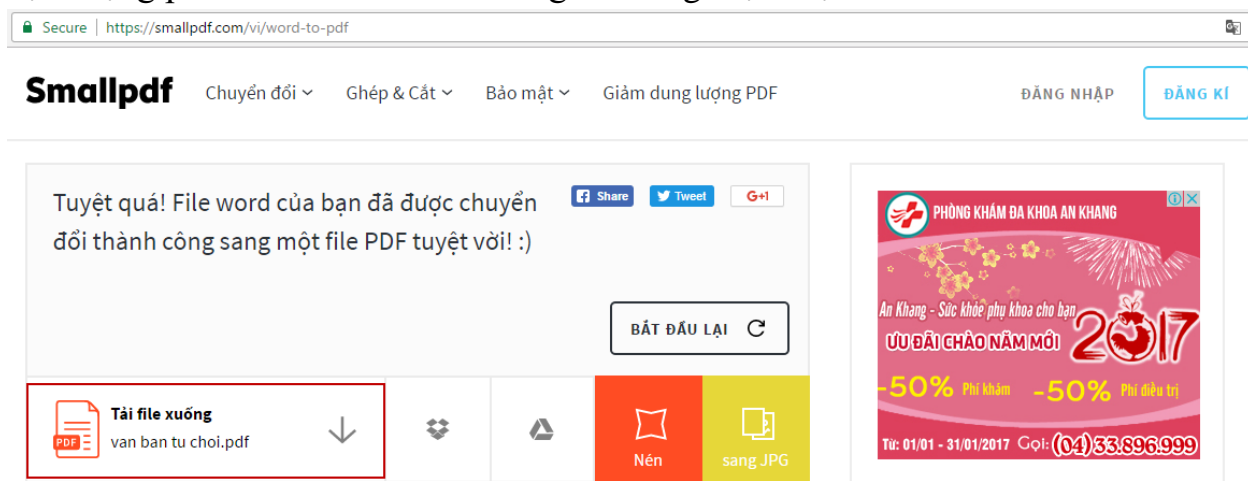 Secure | https://smallpdf.com/vi/word-to-pdf
Smallpdf Chuyển đổi Ghép & Cắt Bảo mật Giảm dung lượng PDF ĐĂNG NHẬP ĐĂNG KÍ
Tuyệt quá! File word của bạn đã được chuyển
đổi thành công sang một file PDF tuyệt vời! :)
Share Tweet G+1
BẮT ĐẦU LẠI
Tải file xuống
PDF van ban tu choi.pdf
Nén sang JPG
PHÒNG KHÁM ĐA KHOA AN KHANG
An Khang - Sức khỏe phụ khoa cho bạn
ƯU ĐÃI CHÀO NĂM MỚI 2017
-50% Phí khám -50% Phí điều trị
Từ: 01/01 - 31/01/2017 Gọi: (04)33.896.999